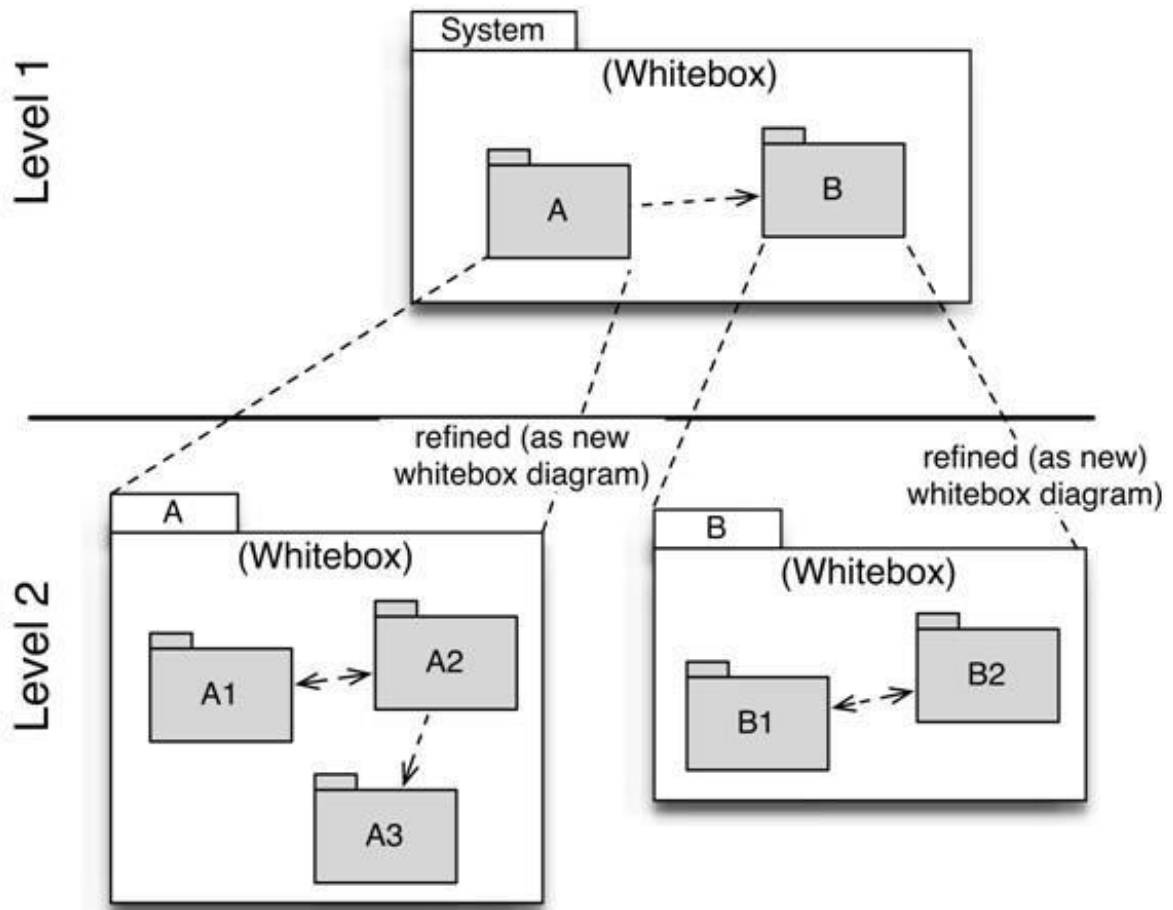 Level 1
System
(Whitebox)
A
B
refined (as new
whitebox diagram)
refined (as new)
whitebox diagram)
Level 2
A
(Whitebox)
A1
A2
A3
B
(Whitebox)
B1
B2